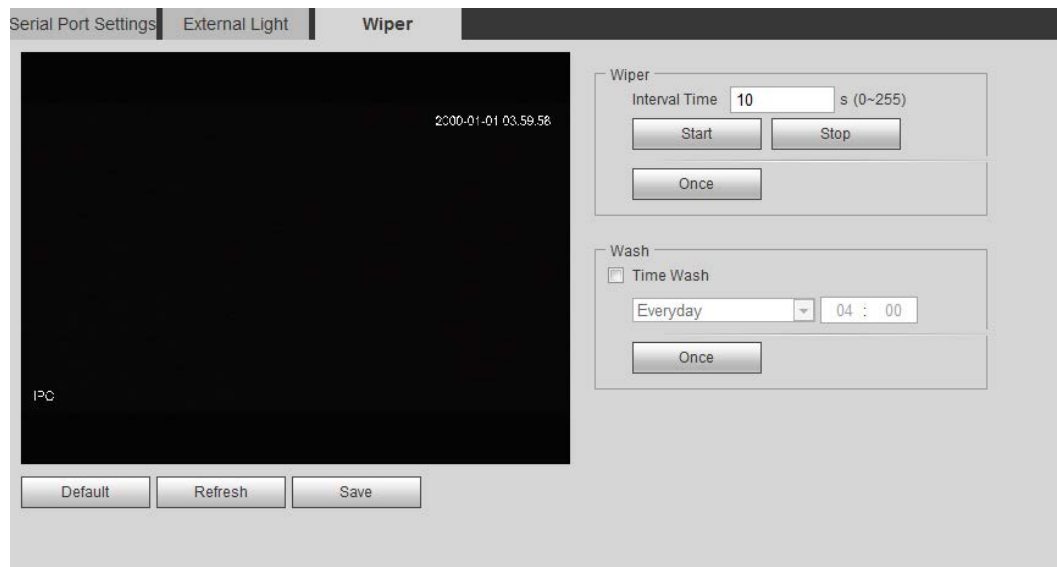 Serial Port Settings External Light Wiper
2000-01-01 03:59:58
IPC
Default Refresh Save
Wiper
Interval Time 10 s (0~255)
Start Stop
Once
Wash
Time Wash
Everyday 04 : 00
Once